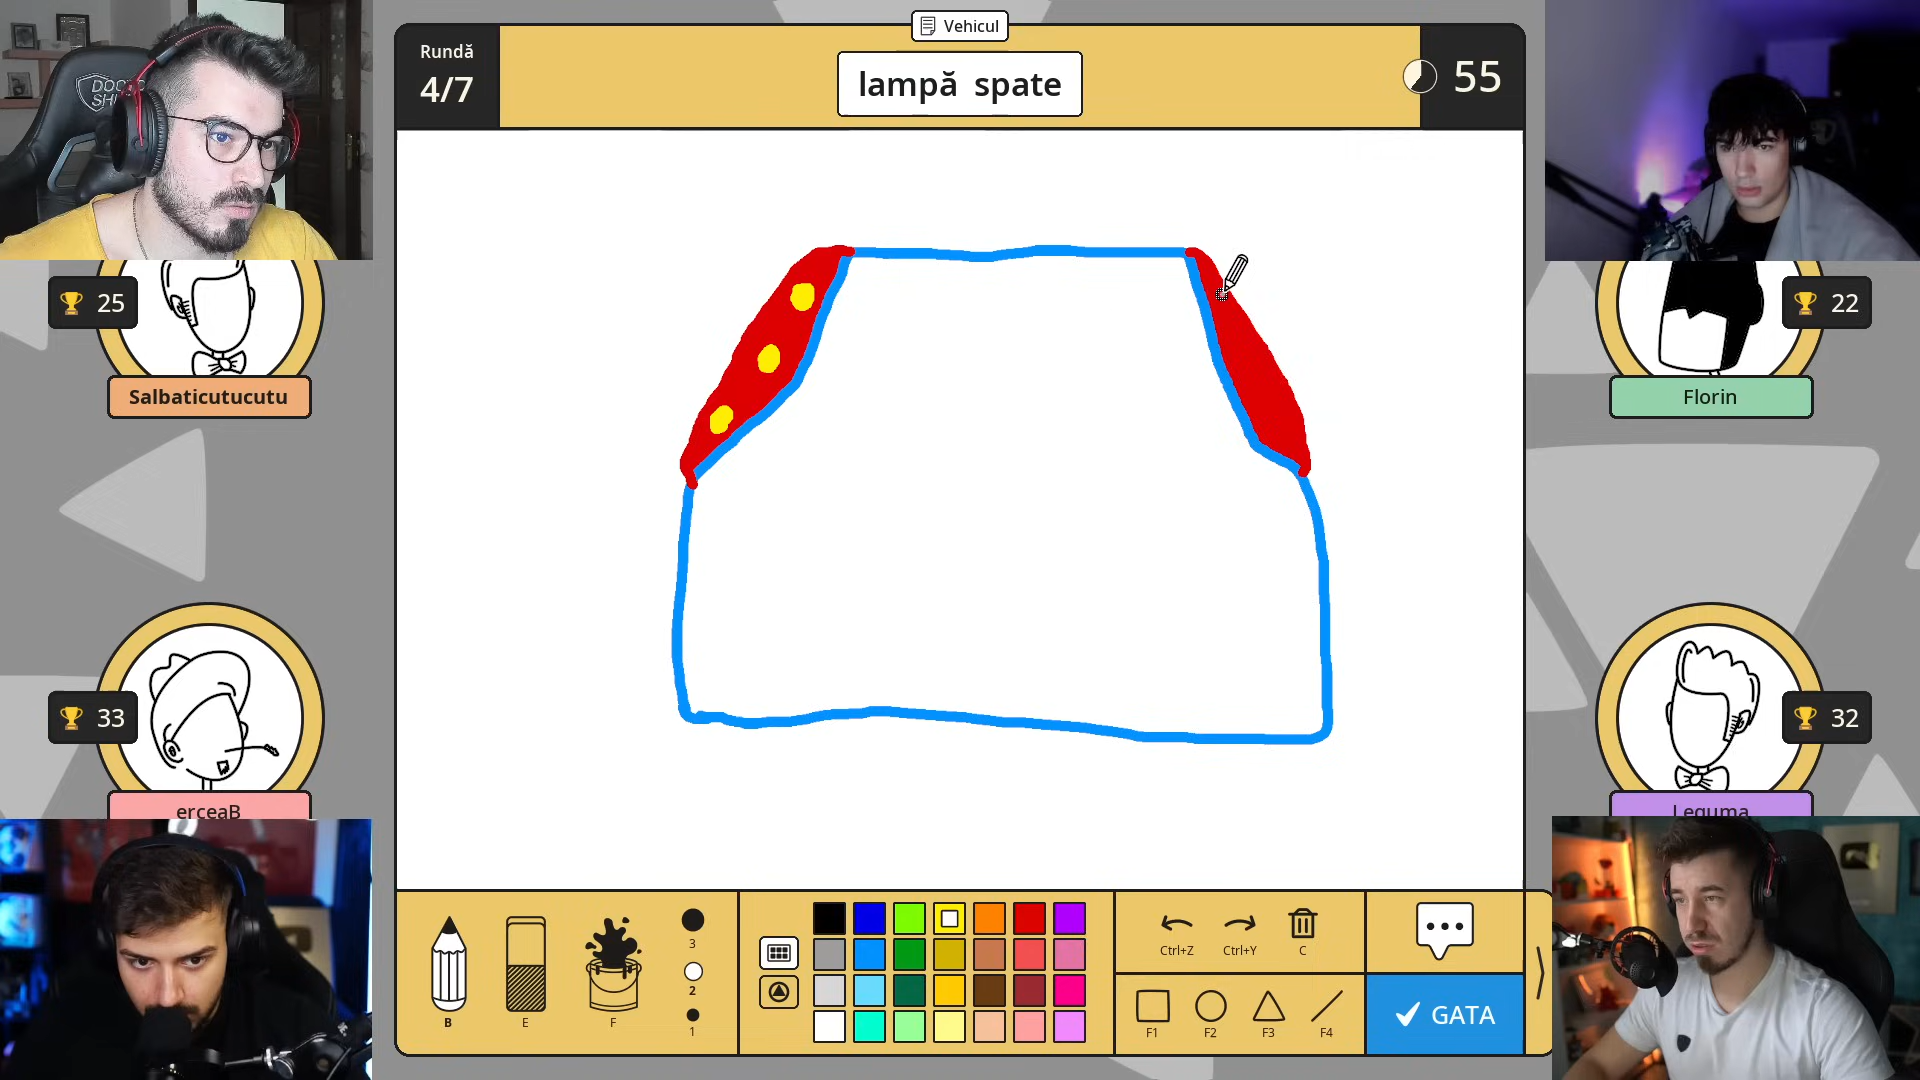 Vehicul
Rundă
4/7
lampă spate
55
25
Salbaticutucutu
22
Florin
33
erceaB
32
Leguma
B
E
F
3
2
1
Ctrl+Z
Ctrl+Y
C
F1
F2
F3
F4
GATA